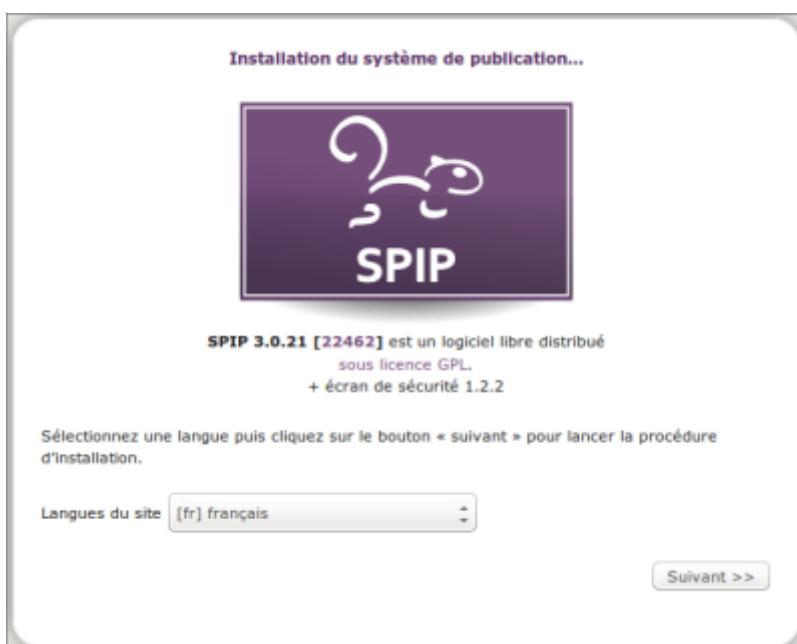 Installation du système de publication...
SPIP
SPIP 3.0.21 [22462] est un logiciel libre distribué
sous licence GPL.
+ écran de sécurité 1.2.2
Sélectionnez une langue puis cliquez sur le bouton « suivant » pour lancer la procédure
d'installation.
Langues du site [fr] français
Suivant >>